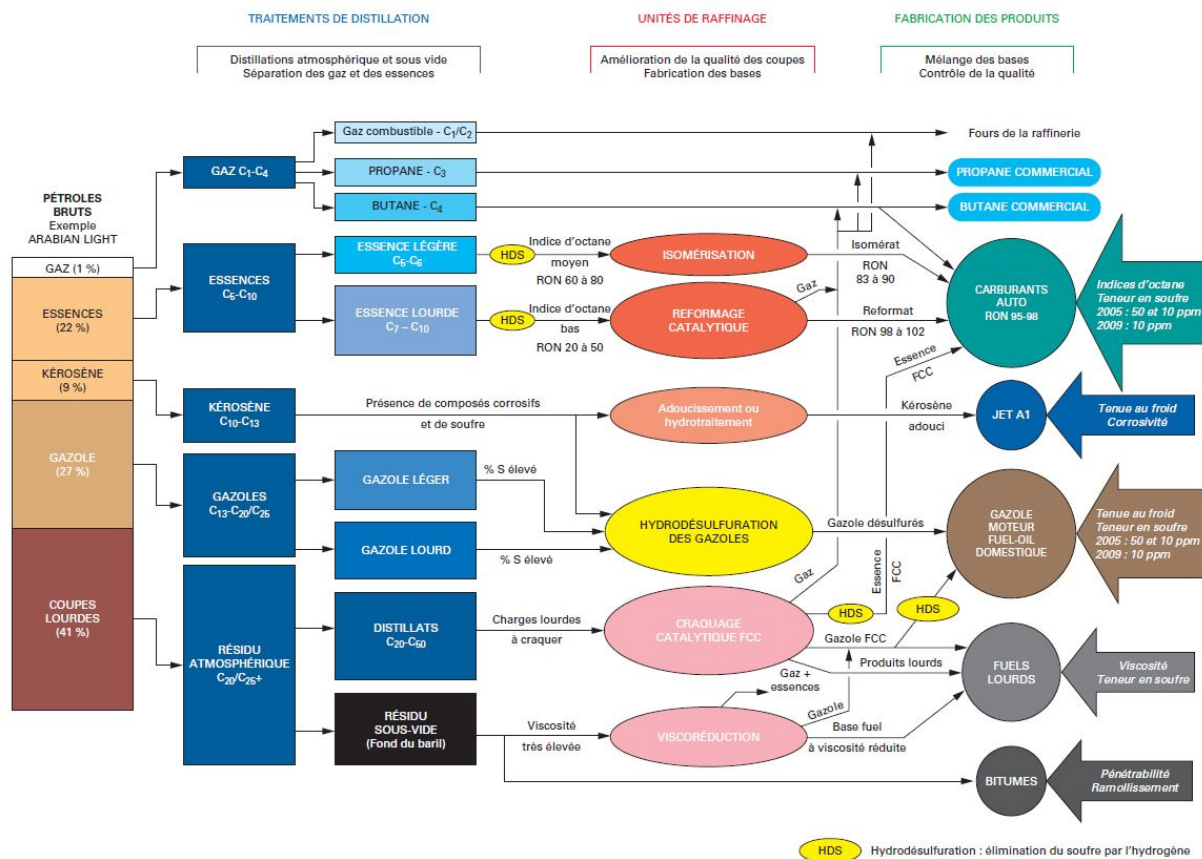 TRAITEMENTS DE DISTILLATION
UNITÉS DE RAFFINAGE
FABRICATION DES PRODUITS
Distillations atmosphérique et sous vide
Séparation des gaz et des essences
Amélioration de la qualité des coupes
Fabrication des bases
Mélange des bases
Contrôle de la qualité
PÉTROLES
BRUTS
Exemple
ARABIAN LIGHT
GAZ (1 %)
ESSENCES
(22 %)
KÉROSÈNE
(9 %)
GAZOLE
(27 %)
COUPES
LOURDES
(41 %)
GAZ C1-C4
ESSENCES
C5-C10
KÉROSÈNE
C10-C13
GAZOLES
C13-C20/C25
RÉSIDU
ATMOSPHÉRIQUE
C20/C25+
Gaz combustible - C1/C2
PROPANE - C3
BUTANE - C4
ESSENCE LÉGÈRE
C5-C6
ESSENCE LOURDE
C7 – C10
GAZOLE LÉGER
GAZOLE LOURD
DISTILLATS
C20-C50
RÉSIDU
SOUS-VIDE
(Fond du baril)
HDS
Indice d'octane
moyen
RON 60 à 80
HDS
Indice d'octane
bas
RON 20 à 50
Présence de composés corrosifs
et de soufre
% S élevé
% S élevé
Charges lourdes
à craquer
Viscosité
très élevée
ISOMÉRISATION
REFORMAGE
CATALYTIQUE
Adoucissement ou
hydrotraitement
HYDRODÉSULFURATION
DES GAZOLES
CRAQUAGE
CATALYTIQUE FCC
VISCORÉDUCTION
Gaz
Isomérat
RON
83 à 90
Reformat
RON 98 à 102
Essence
FCC
Kérosène
adouci
Gazole désulfurés
Gaz
Essence
FCC
HDS
HDS
Gazole FCC
Produits lourds
Gaz +
essences
Gazole
Base fuel
à viscosité réduite
Fours de la raffinerie
PROPANE COMMERCIAL
BUTANE COMMERCIAL
CARBURANTS
AUTO
RON 95-98
JET A1
GAZOLE
MOTEUR
FUEL-OIL
DOMESTIQUE
FUELS
LOURDS
BITUMES
Indices d'octane
Teneur en soufre
2005 : 50 et 10 ppm
2009 : 10 ppm
Tenue au froid
Corrosivité
Tenue au froid
Teneur en soufre
2005 : 50 et 10 ppm
2009 : 10 ppm
Viscosité
Teneur en soufre
Pénétrabilité
Ramollissement
HDS
Hydrodésulfuration : élimination du soufre par l'hydrogène